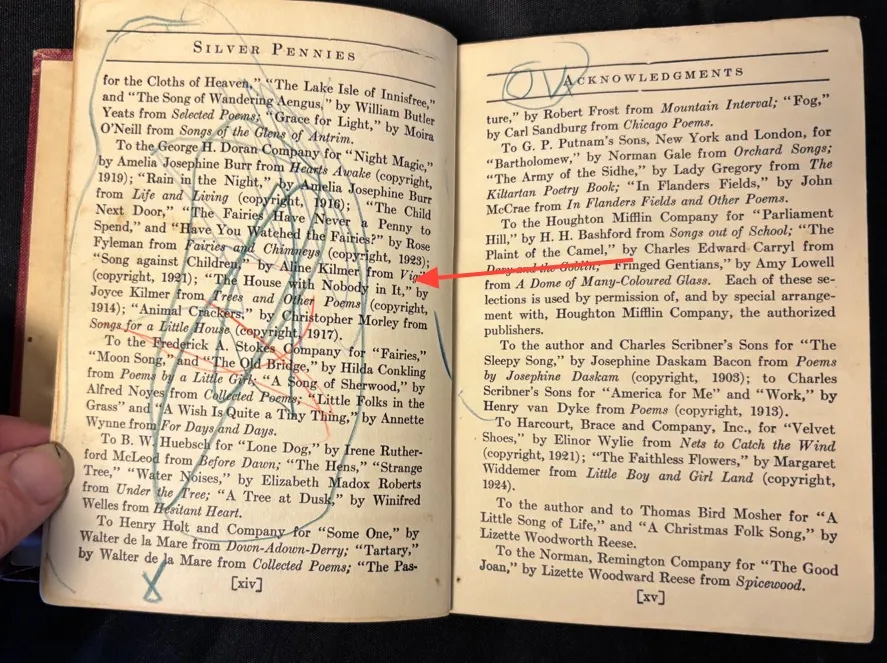 SILVER PENNIES
for the Cloths of Heaven," "The Lake Isle of Innisfree,"
and "The Song of Wandering Aengus," by William Butler
Yeats from Selected Poems; "Grace for Light," by Moira
O'Neill from Songs of the Glens of Antrim.
To the George H. Doran Company for "Night Magic,"
by Amelia Josephine Burr from Hearts Awake (copyright,
1919); "Rain in the Night," by Amelia Josephine Burr
from Life and Living (copyright, 1916); "The Child
Next Door," "The Fairies Have Never a Penny to
Spend," and "Have You Watched the Fairies?" by Rose
Fyleman from Fairies and Chimneys (copyright, 1923);
"Song against Children," by Aline Kilmer from
(copyright, 1921); "The House with Nobody in It," by
Joyce Kilmer from Trees and Other Poems (copyright,
1914); "Animal Crackers," by Christopher Morley from
Songs for a Little House (copyright, 1917).
To the Frederick A. Stokes Company for "Fairies,"
"Moon Song," and "The Old Bridge," by Hilda Conkling
from Poems by a Little Girl; "A Song of Sherwood," by
Alfred Noyes from Collected Poems; "Little Folks in the
Grass" and "A Wish Is Quite a Tiny Thing," by Annette
Wynne from For Days and Days.
To B. W. Huebsch for "Lone Dog," by Irene Ruther-
ford McLeod from Before Dawn; "The Hens," "Strange
Tree," "Water Noises," by Elizabeth Madox Roberts
from Under the Tree; "A Tree at Dusk," by Winifred
Welles from Hesitant Heart.
To Henry Holt and Company for "Some One," by
Walter de la Mare from Down-Adown-Derry; "Tartary,"
by Walter de la Mare from Collected Poems; "The Pas-
[xiv]
ACKNOWLEDGMENTS
ture," by Robert Frost from Mountain Interval; "Fog,"
by Carl Sandburg from Chicago Poems.
To G. P. Putnam's Sons, New York and London, for
"Bartholomew," by Norman Gale from Orchard Songs;
"The Army of the Sidhe," by Lady Gregory from The
Kiltartan Poetry Book; "In Flanders Fields," by John
McCrae from In Flanders Fields and Other Poems.
To the Houghton Mifflin Company for "Parliament
Hill," by H. H. Bashford from Songs out of School; "The
Plaint of the Camel," by Charles Edward Carryl from
Davy and the Goblin; "Fringed Gentians," by Amy Lowell
from A Dome of Many-Coloured Glass. Each of these se-
lections is used by permission of, and by special arrange-
ment with, Houghton Mifflin Company, the authorized
publishers.
To the author and Charles Scribner's Sons for "The
Sleepy Song," by Josephine Daskam Bacon from Poems
by Josephine Daskam (copyright, 1903); to Charles
Scribner's Sons for "America for Me" and "Work," by
Henry van Dyke from Poems (copyright, 1913).
To Harcourt, Brace and Company, Inc., for "Velvet
Shoes," by Elinor Wylie from Nets to Catch the Wind
(copyright, 1921); "The Faithless Flowers," by Margaret
Widdemer from Little Boy and Girl Land (copyright,
1924).
To the author and to Thomas Bird Mosher for "A
Little Song of Life," and "A Christmas Folk Song," by
Lizette Woodworth Reese.
To the Norman, Remington Company for "The Good
Joan," by Lizette Woodward Reese from Spicewood.
[xv]